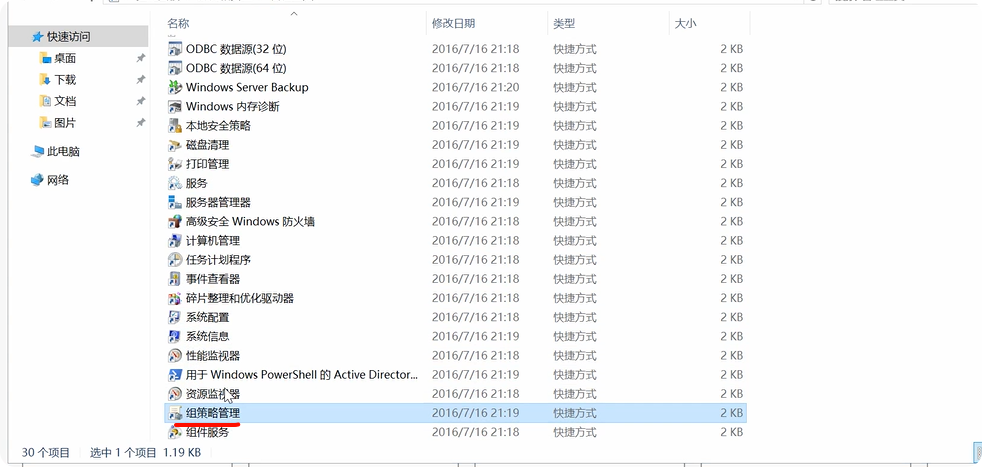 名称 修改日期 类型 大小
快速访问
桌面
下载
文档
图片
此电脑
网络
ODBC 数据源(32 位) 2016/7/16 21:18 快捷方式 2 KB
ODBC 数据源(64 位) 2016/7/16 21:18 快捷方式 2 KB
Windows Server Backup 2016/7/16 21:20 快捷方式 2 KB
Windows 内存诊断 2016/7/16 21:19 快捷方式 2 KB
本地安全策略 2016/7/16 21:19 快捷方式 2 KB
磁盘清理 2016/7/16 21:19 快捷方式 2 KB
打印管理 2016/7/16 21:19 快捷方式 2 KB
服务 2016/7/16 21:18 快捷方式 2 KB
服务器管理器 2016/7/16 21:19 快捷方式 2 KB
高级安全 Windows 防火墙 2016/7/16 21:18 快捷方式 2 KB
计算机管理 2016/7/16 21:18 快捷方式 2 KB
任务计划程序 2016/7/16 21:18 快捷方式 2 KB
事件查看器 2016/7/16 21:18 快捷方式 2 KB
碎片整理和优化驱动器 2016/7/16 21:18 快捷方式 2 KB
系统配置 2016/7/16 21:18 快捷方式 2 KB
系统信息 2016/7/16 21:19 快捷方式 2 KB
性能监视器 2016/7/16 21:18 快捷方式 2 KB
用于 Windows PowerShell 的 Active Director... 2016/7/16 21:19 快捷方式 2 KB
资源监视器 2016/7/16 21:18 快捷方式 2 KB
组策略管理 2016/7/16 21:19 快捷方式 2 KB
组件服务 2016/7/16 21:18 快捷方式 2 KB
30 个项目 选中 1 个项目 1.19 KB